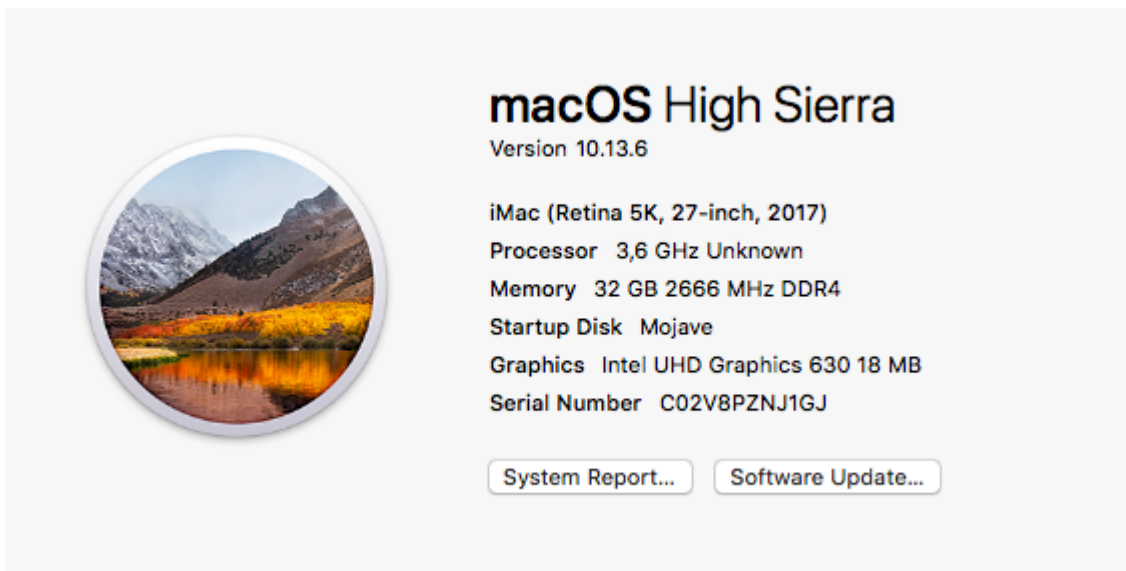 macOS High Sierra
Version 10.13.6
iMac (Retina 5K, 27-inch, 2017)
Processor 3,6 GHz Unknown
Memory 32 GB 2666 MHz DDR4
Startup Disk Mojave
Graphics Intel UHD Graphics 630 18 MB
Serial Number C02V8PZNJ1GJ
System Report... Software Update...